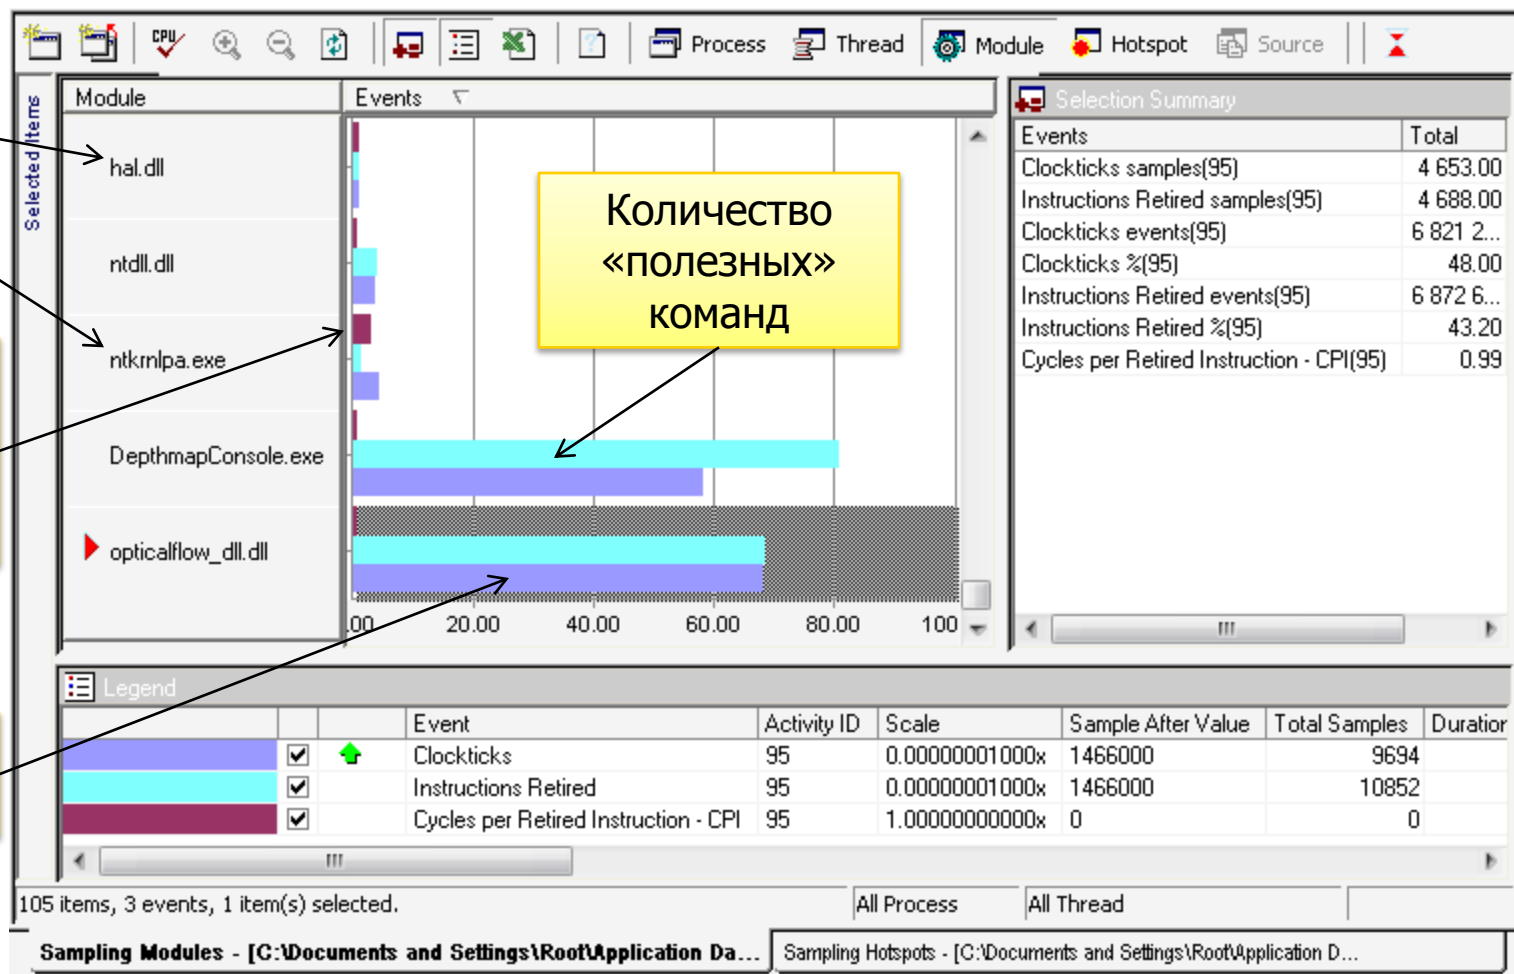 CPU
Process
Thread
Module
Hotspot
Source
Selected Items
Module
Events
hal.dll
ntdll.dll
ntkrnlpa.exe
DepthmapConsole.exe
opticalflow_dll.dll
Количество
«полезных»
команд
.00 20.00 40.00 60.00 80.00 100
Selection Summary
Events Total
Clockticks samples(95) 4 653.00
Instructions Retired samples(95) 4 688.00
Clockticks events(95) 6 821 2...
Clockticks %(95) 48.00
Instructions Retired events(95) 6 872 6...
Instructions Retired %(95) 43.20
Cycles per Retired Instruction - CPI(95) 0.99
Legend
Event Activity ID Scale Sample After Value Total Samples Duration
Clockticks 95 0.00000001000x 1466000 9694
Instructions Retired 95 0.00000001000x 1466000 10852
Cycles per Retired Instruction - CPI 95 1.00000000000x 0 0
105 items, 3 events, 1 item(s) selected.
All Process
All Thread
Sampling Modules - [C:\Documents and Settings\Root\Application Da...
Sampling Hotspots - [C:\Documents and Settings\Root\Application D...